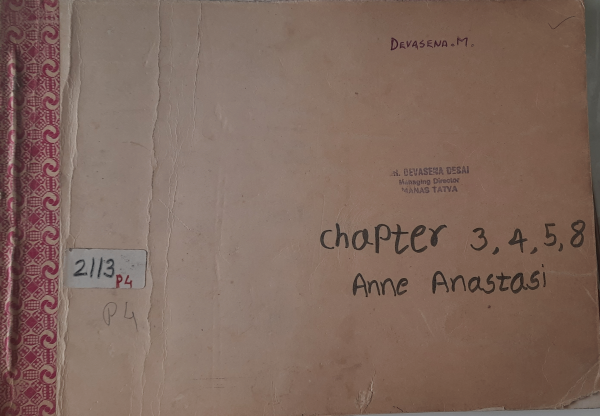 DEVASENA.M.
DEVASENA DESAI
Managing Director
MANAS TATVA
chapter 3, 4, 5, 8
Anne Anastasi
2113
P4
P4